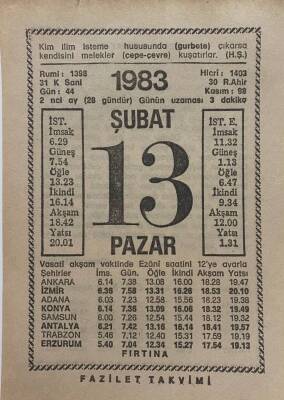 Kim ilim isteme hususunda (gurbete) çıkarsa
kendisini melekler (cepe-çevre) kuşatırlar. (H.Ş.)
Rumi : 1398
31 K Sani
Gün : 44
1983
Hicri : 1403
30 R.Ahir
Kasım : 98
2 nci ay (28 gündür) Günün uzaması 3 dakika
ŞUBAT
13
PAZAR
İST.
İmsak
6.29
Güneş
7.54
Öğle
13.23
İkindi
16.14
Akşam
18.42
Yatsı
20.01
İST. E.
İmsak
11.32
Güneş
1.13
Öğle
6.47
İkindi
9.34
Akşam
12.00
Yatsı
1.31
Vasati akşam vaktinde Ezâni saatini 12'ye ayarla
Şehirler İms. Gün. Öğle İkindi Akşam Yatsı
ANKARA 6.14 7.38 13.08 16.00 18.28 19.47
İZMİR 6.36 7.58 13.31 16.26 18.53 20.10
ADANA 6.03 7.23 12.58 15.56 18.23 19.38
KONYA 6.14 7.36 13.09 16.06 18.32 19.49
SAMSUN 6.00 7.26 12.54 15.44 18.12 19.32
ANTALYA 6.21 7.42 13.16 16.14 18.41 19.57
TRABZON 5.46 7.12 12.40 15.31 17.59 19.19
ERZURUM 5.40 7.04 12.34 15.27 17.54 19.13
FIRTINA
FAZİLET TAKVİMİ